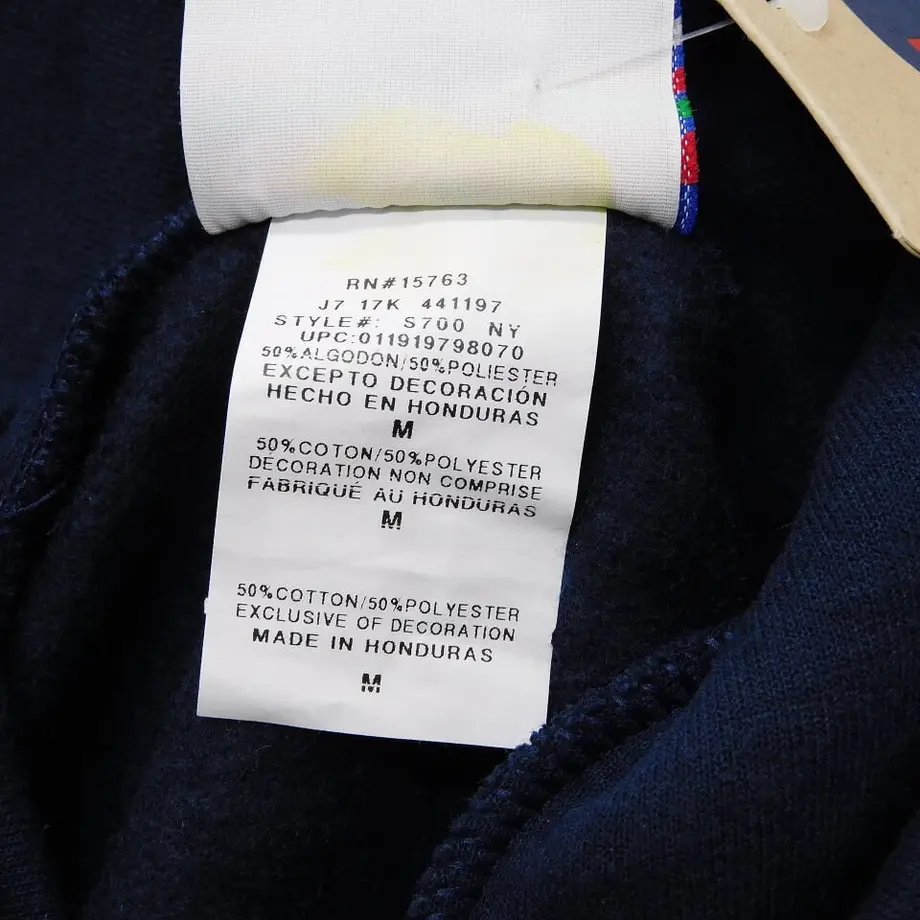 RN#15763
J7 17K 441197
STYLE#: S700 NY
UPC:011919798070
50%ALGODON/50%POLIESTER
EXCEPTO DECORACIÓN
HECHO EN HONDURAS
M
50%COTON/50%POLYESTER
DECORATION NON COMPRISE
FABRIQUÉ AU HONDURAS
M
50%COTTON/50%POLYESTER
EXCLUSIVE OF DECORATION
MADE IN HONDURAS
M